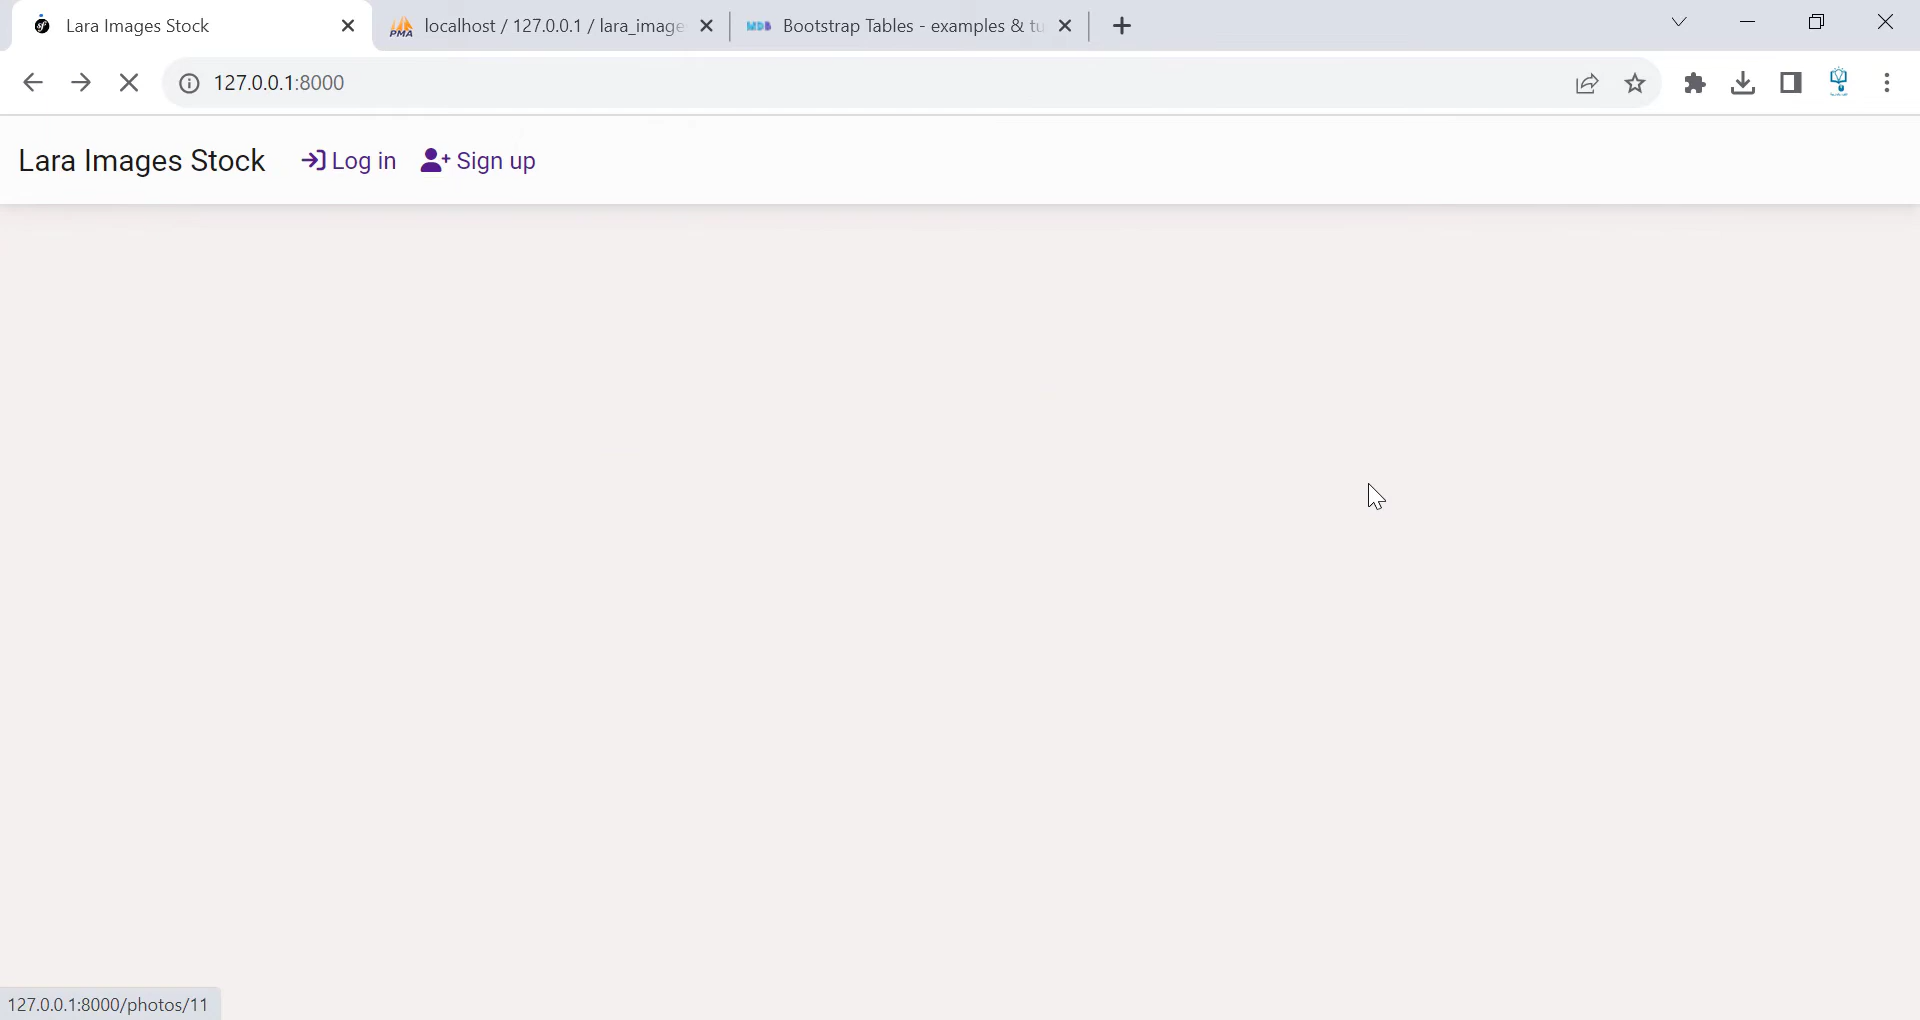 Lara Images Stock
localhost / 127.0.0.1 / lara_image
MDB Bootstrap Tables - examples & tu
127.0.0.1:8000
Lara Images Stock Log in Sign up
127.0.0.1:8000/photos/11